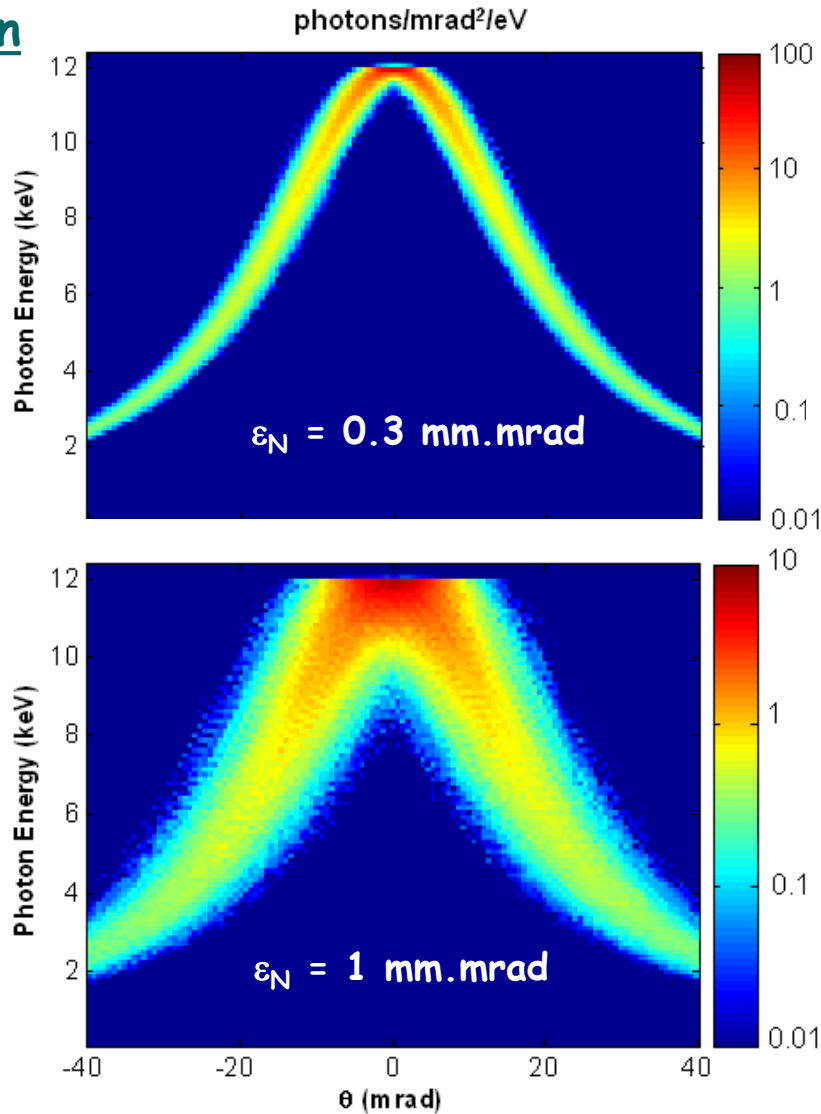 n
photons/mrad²/eV
Photon Energy (keV)
12
10
8
6
4
2
100
10
1
0.1
0.01
εN = 0.3 mm.mrad
Photon Energy (keV)
12
10
8
6
4
2
10
1
0.1
0.01
εN = 1 mm.mrad
-40 -20 0 20 40
θ (mrad)